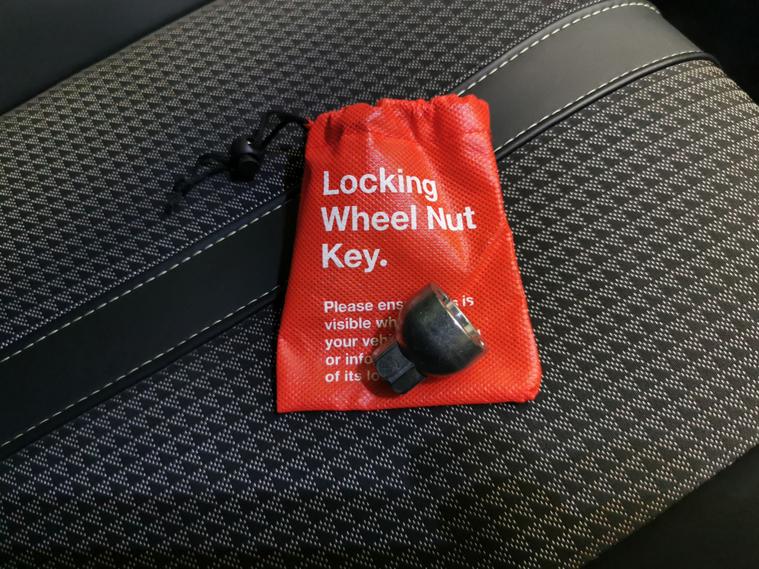 Locking
Wheel Nut
Key.
Please is
visible
your
or
of its